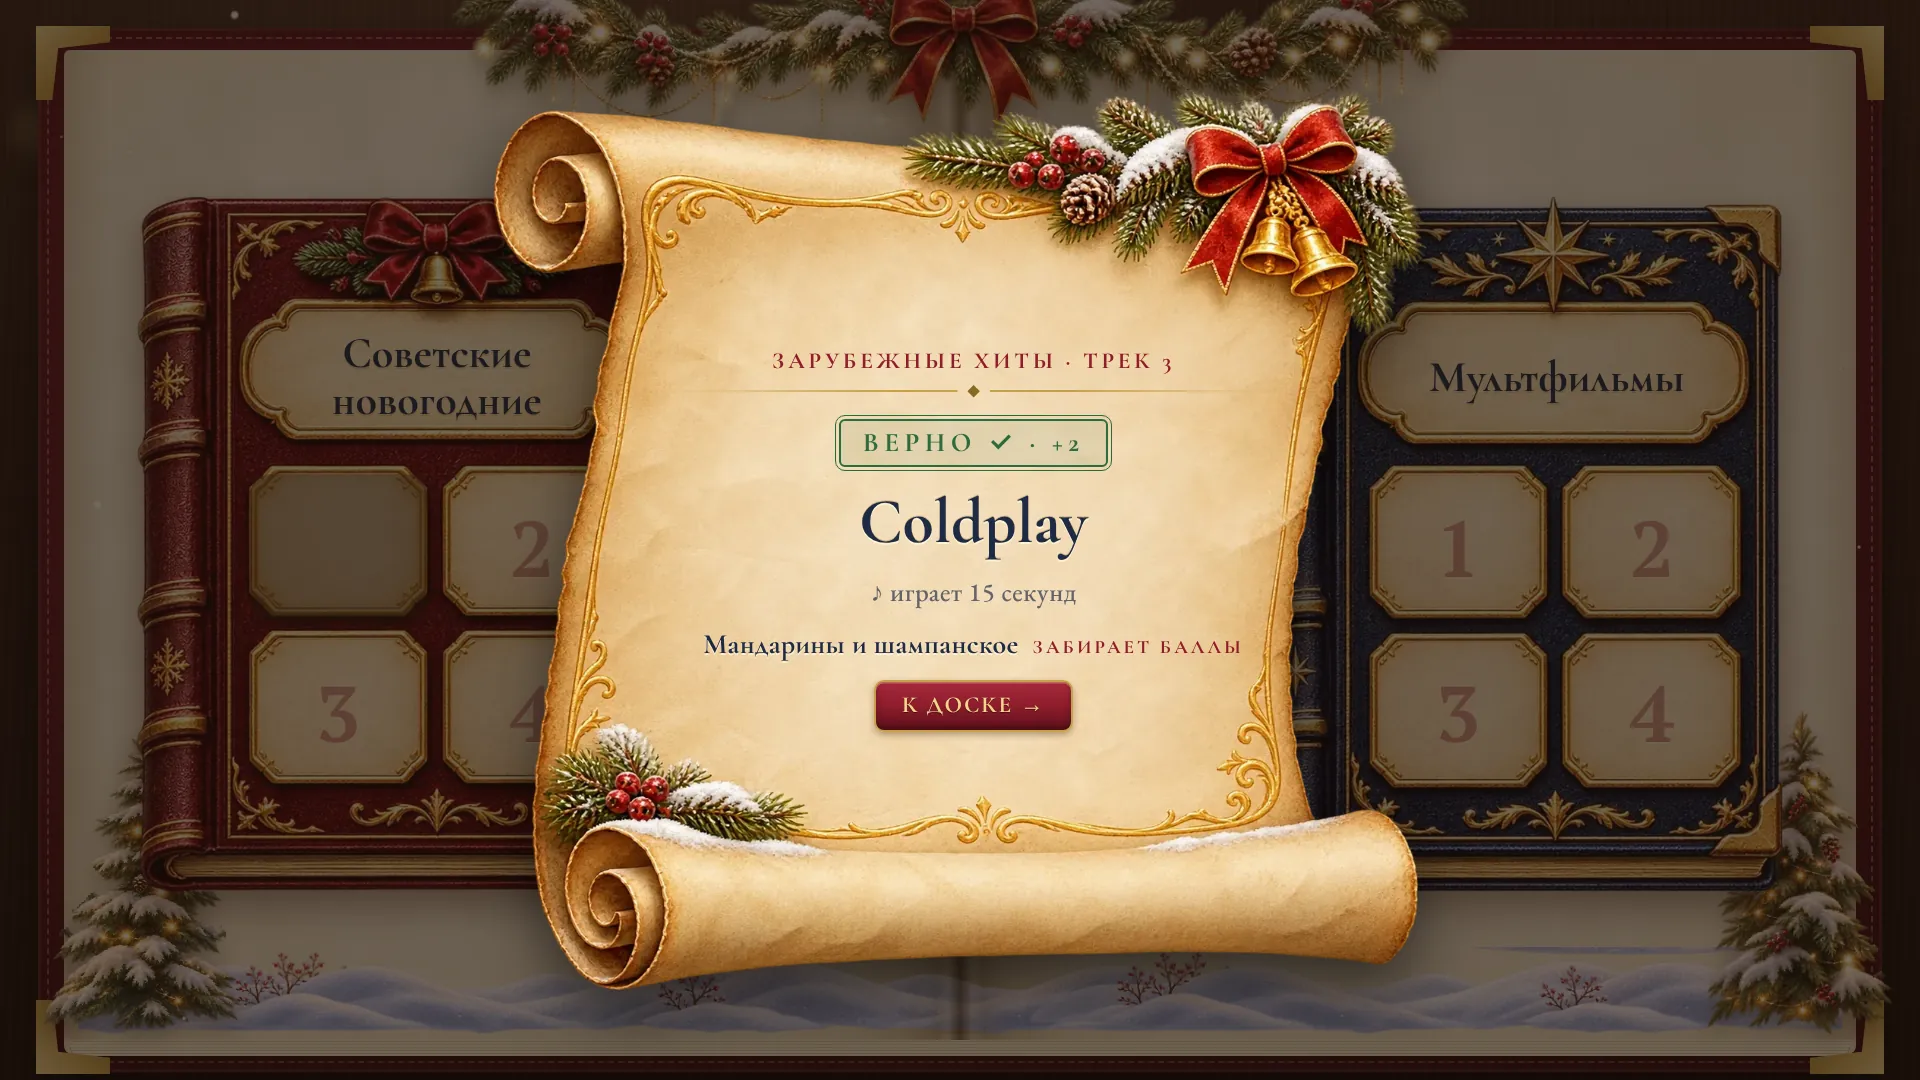 Советские
новогодние
2
3
4
ЗАРУБЕЖНЫЕ ХИТЫ · ТРЕК 3
ВЕРНО ✓ · +2
Coldplay
♪ играет 15 секунд
Мандарины и шампанское ЗАБИРАЕТ БАЛЛЫ
К ДОСКЕ →
Мультфильмы
1 2
3 4